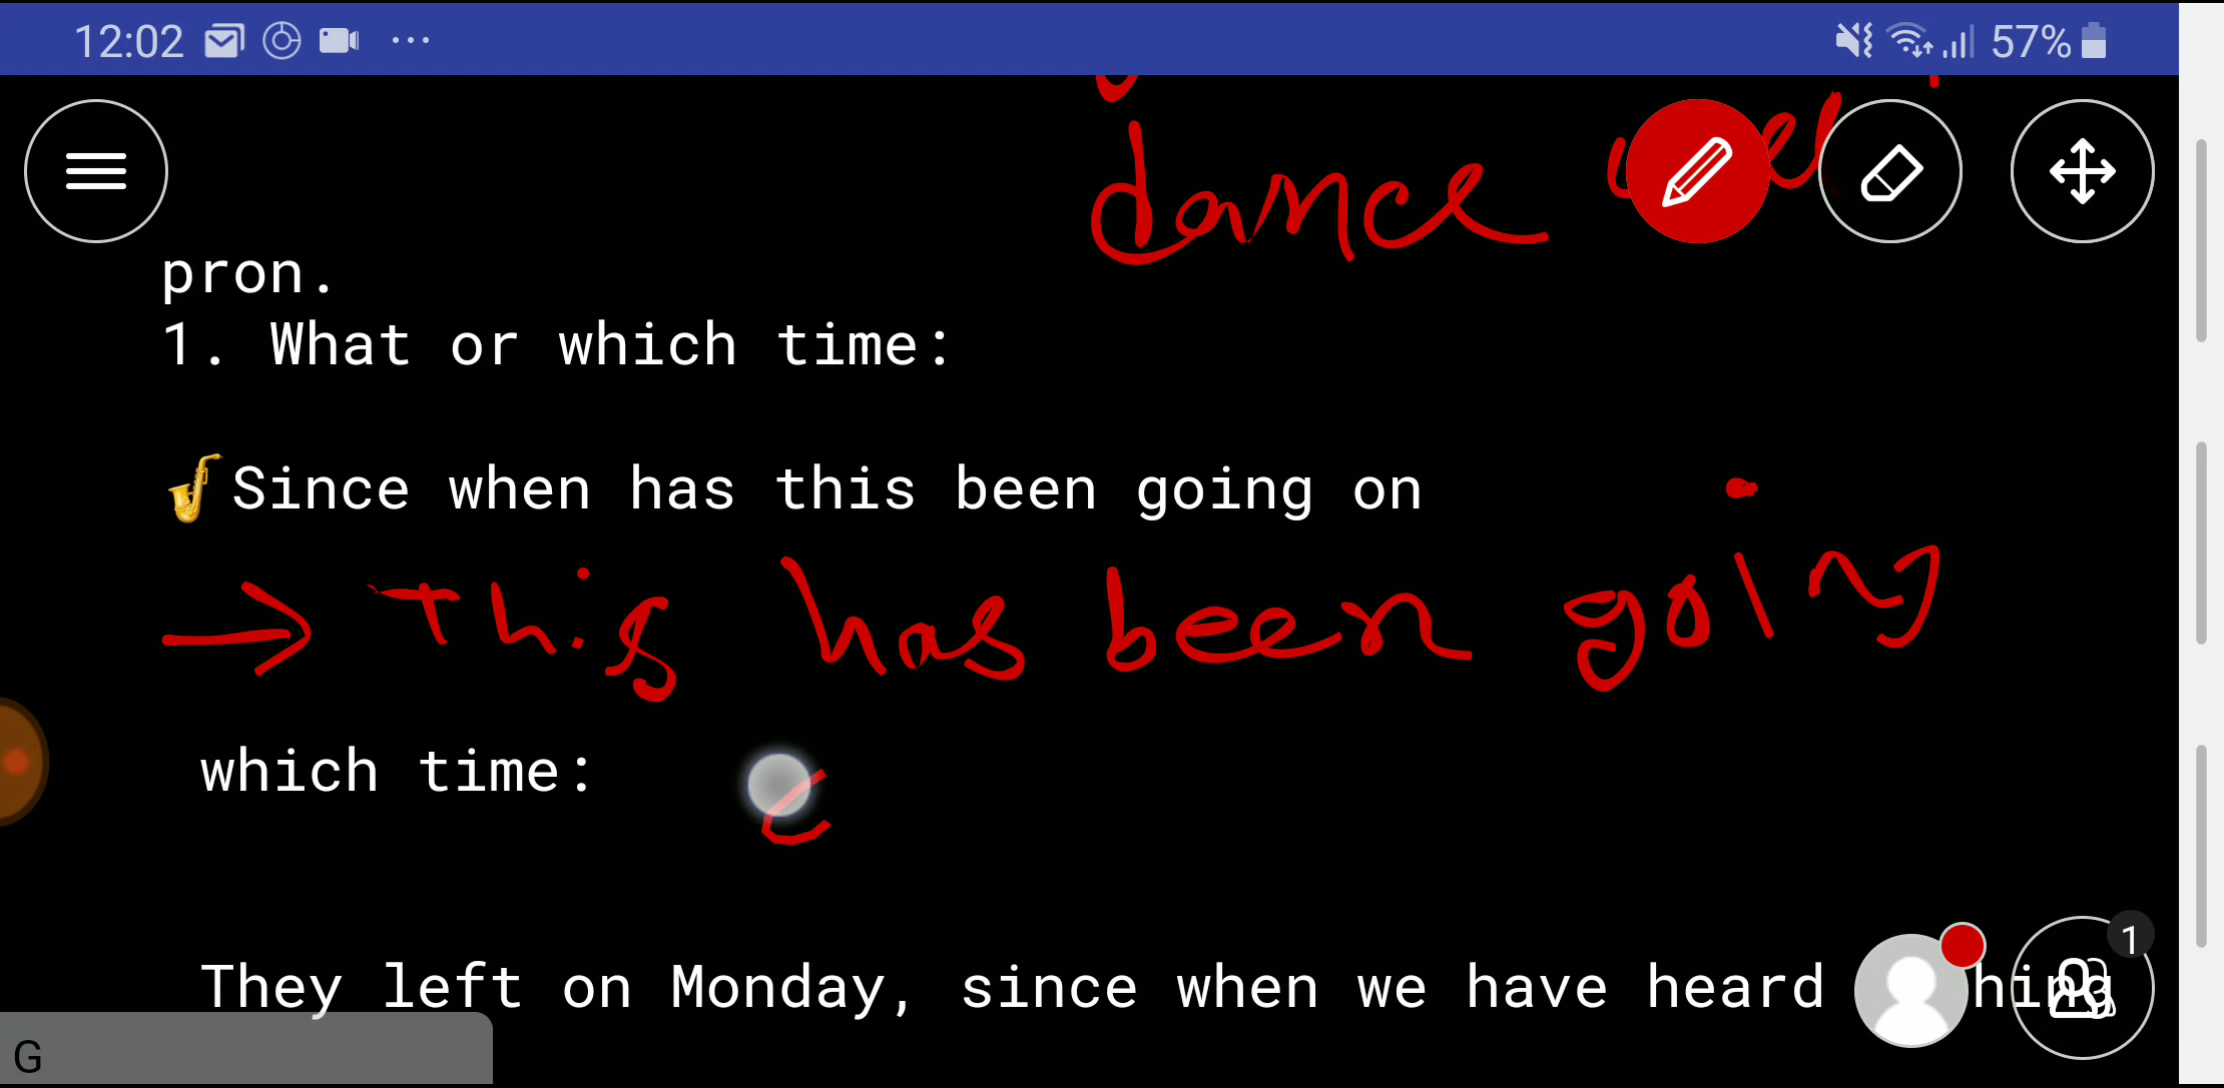 12:02 57%
dance
pron.
1. What or which time:
Since when has this been going on
→ This has been going
which time:
They left on Monday, since when we have heard hing
1
G